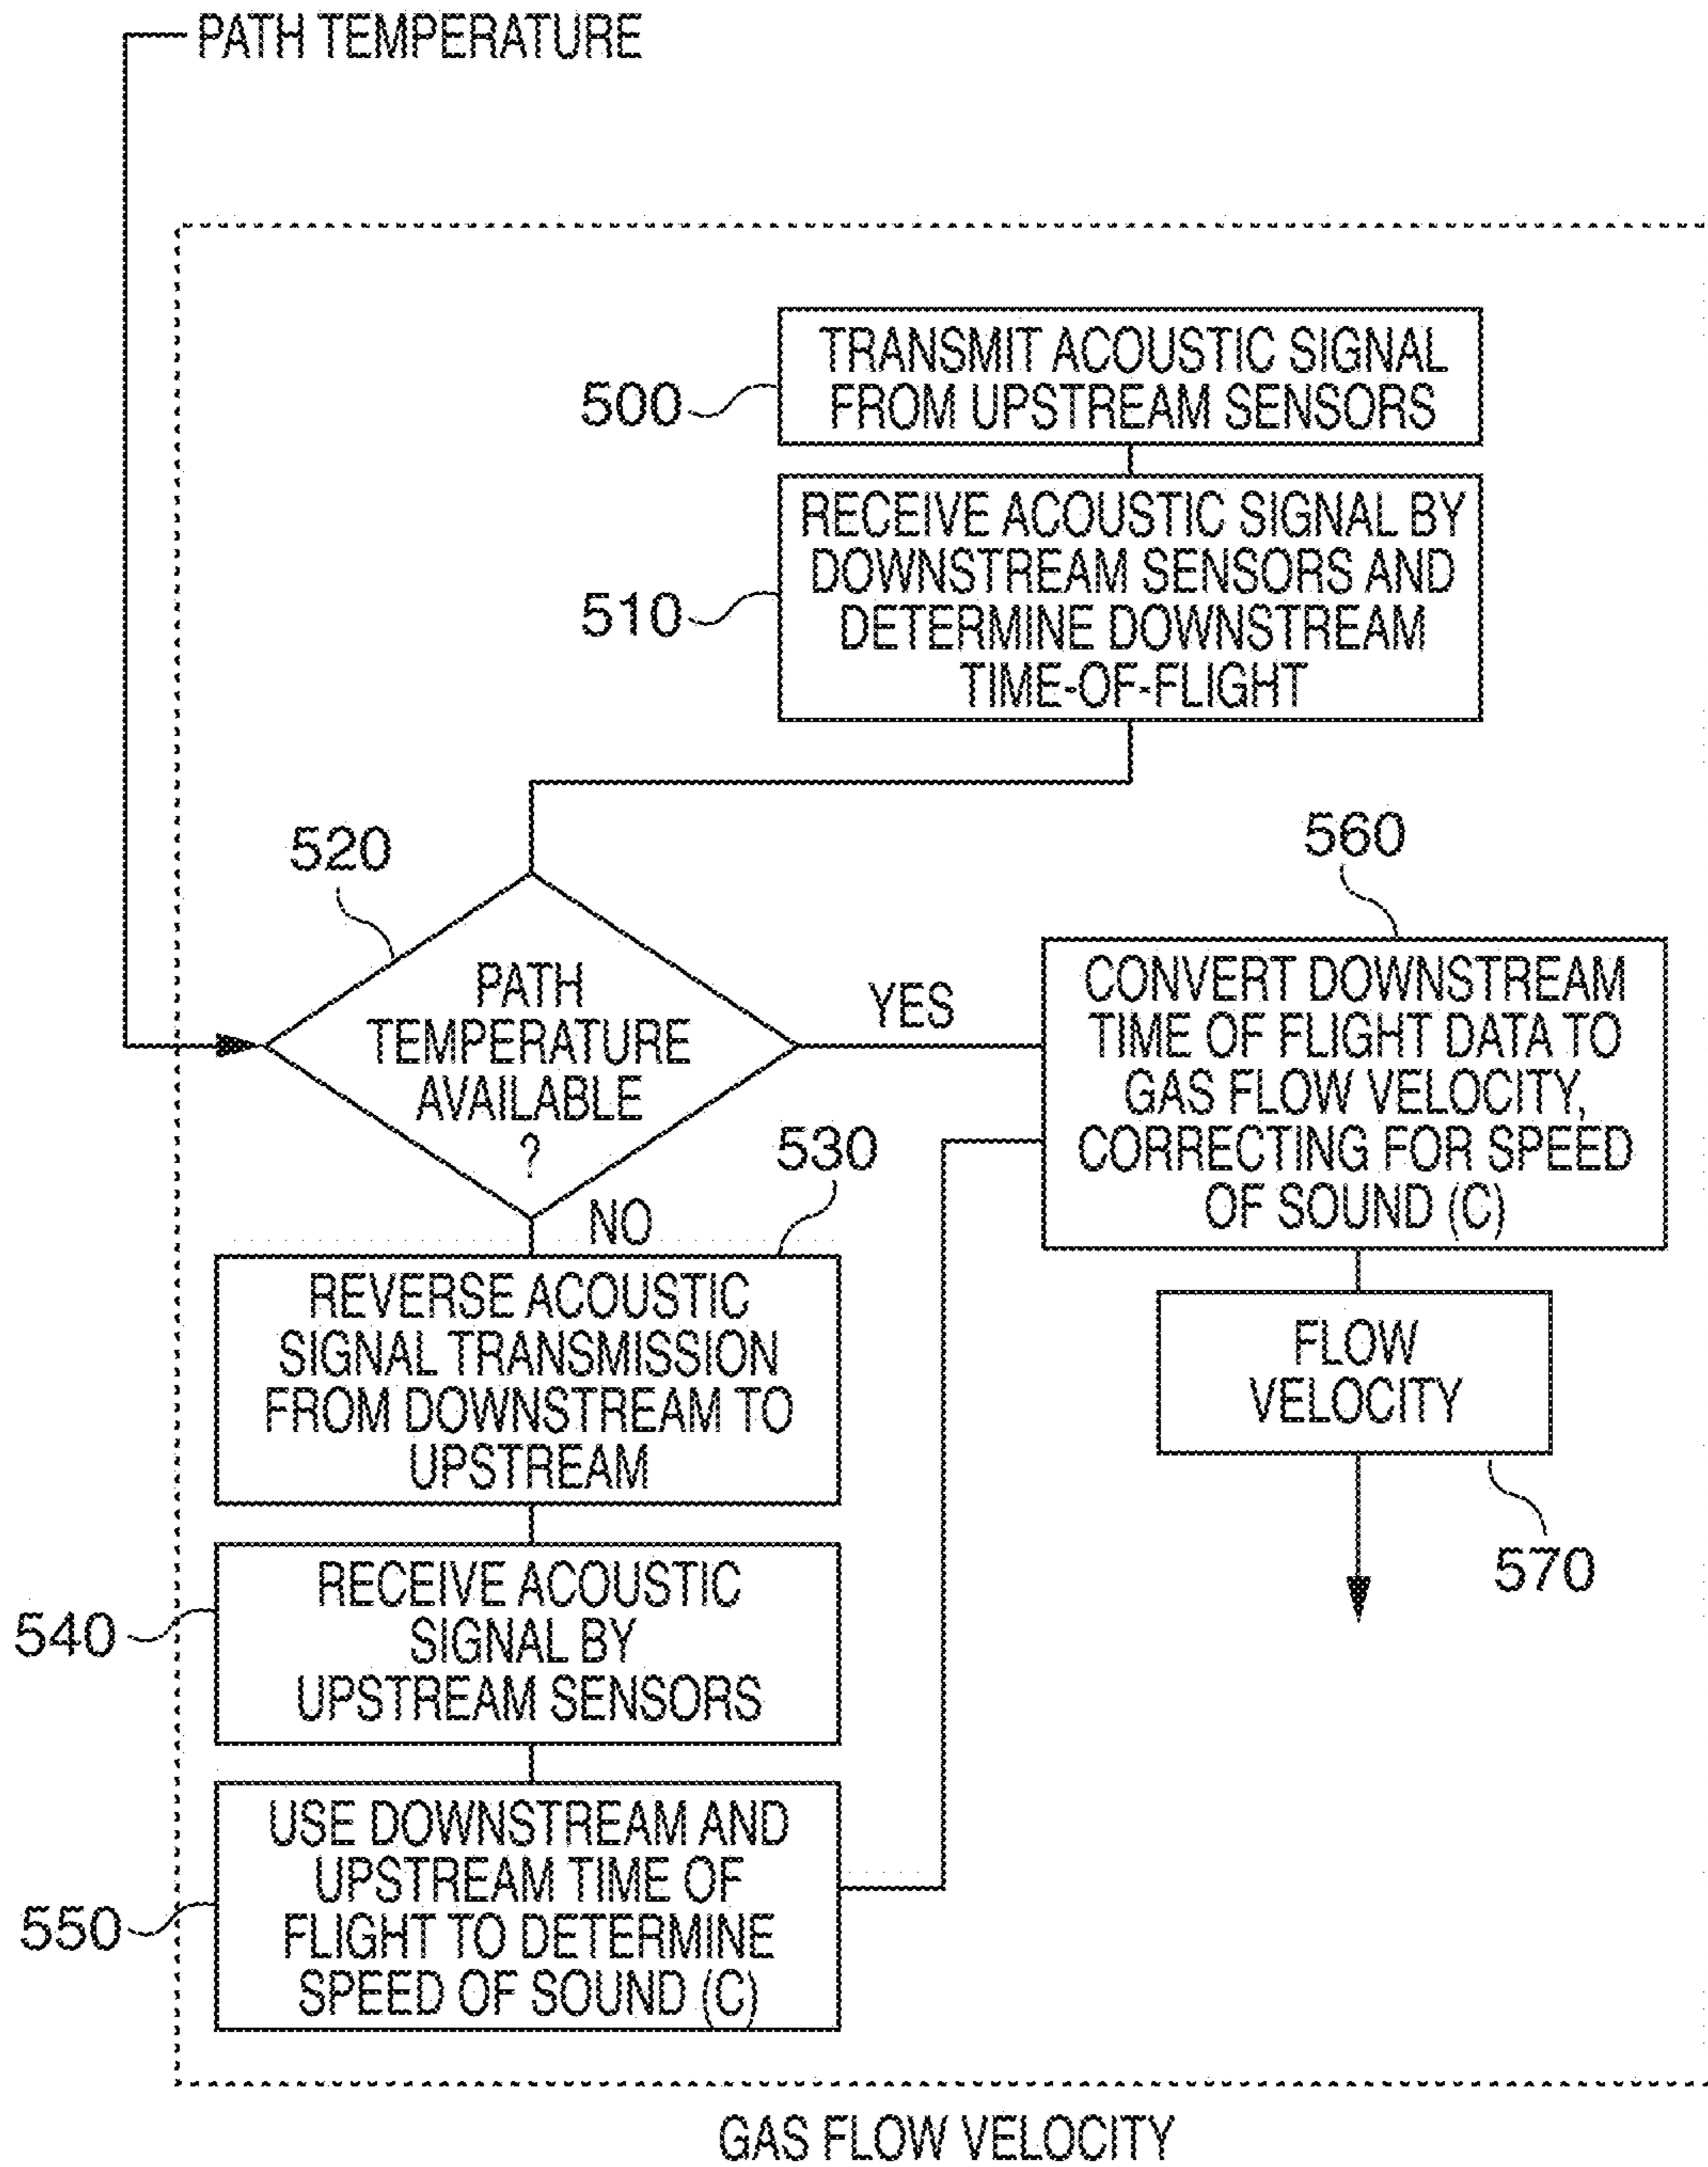 PATH TEMPERATURE
TRANSMIT ACOUSTIC SIGNAL
FROM UPSTREAM SENSORS
500
RECEIVE ACOUSTIC SIGNAL BY
DOWNSTREAM SENSORS AND
DETERMINE DOWNSTREAM
TIME-OF-FLIGHT
510
520
PATH
TEMPERATURE
AVAILABLE
?
YES
NO
560
CONVERT DOWNSTREAM
TIME OF FLIGHT DATA TO
GAS FLOW VELOCITY,
CORRECTING FOR SPEED
OF SOUND (C)
530
REVERSE ACOUSTIC
SIGNAL TRANSMISSION
FROM DOWNSTREAM TO
UPSTREAM
FLOW
VELOCITY
570
540
RECEIVE ACOUSTIC
SIGNAL BY
UPSTREAM SENSORS
550
USE DOWNSTREAM AND
UPSTREAM TIME OF
FLIGHT TO DETERMINE
SPEED OF SOUND (C)
GAS FLOW VELOCITY